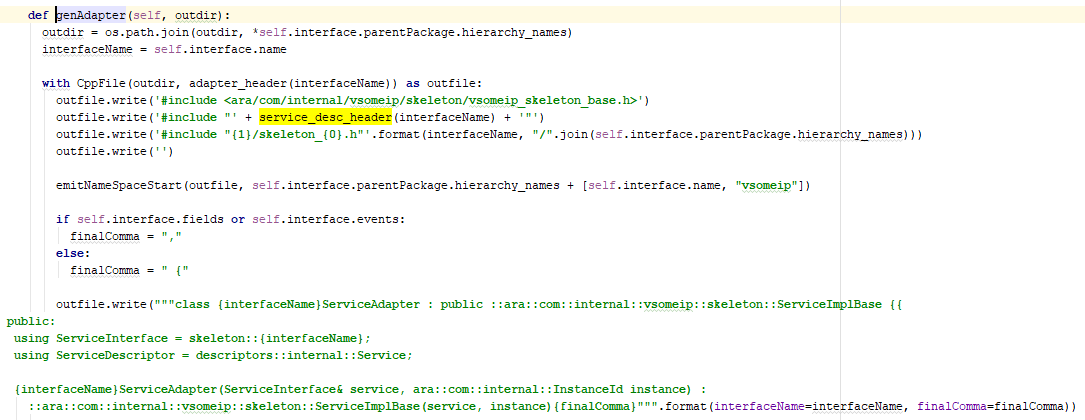 def genAdapter(self, outdir):
outdir = os.path.join(outdir, *self.interface.parentPackage.hierarchy_names)
interfaceName = self.interface.name
with CppFile(outdir, adapter_header(interfaceName)) as outfile:
outfile.write('#include <ara/com/internal/vsomeip/skeleton/vsomeip_skeleton_base.h>')
outfile.write('#include "' + service_desc_header(interfaceName) + '"')
outfile.write('#include "{1}/skeleton_{0}.h"'.format(interfaceName, "/".join(self.interface.parentPackage.hierarchy_names)))
outfile.write('')
emitNameSpaceStart(outfile, self.interface.parentPackage.hierarchy_names + [self.interface.name, "vsomeip"])
if self.interface.fields or self.interface.events:
finalComma = ","
else:
finalComma = " {"
outfile.write("""class {interfaceName}ServiceAdapter : public ::ara::com::internal::vsomeip::skeleton::ServiceImplBase {{
public:
using ServiceInterface = skeleton::{interfaceName};
using ServiceDescriptor = descriptors::internal::Service;
{interfaceName}ServiceAdapter(ServiceInterface& service, ara::com::internal::InstanceId instance) :
::ara::com::internal::vsomeip::skeleton::ServiceImplBase(service, instance){finalComma}""".format(interfaceName=interfaceName, finalComma=finalComma))